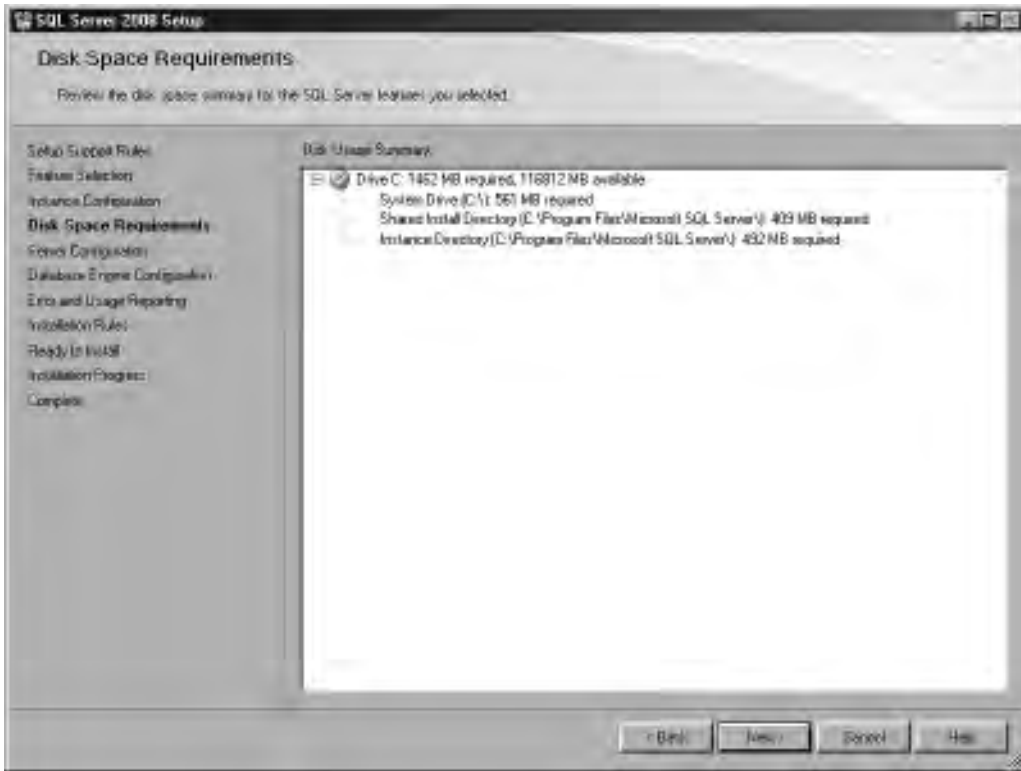 SQL Server 2008 Setup
Disk Space Requirements
Review the disk space summary for the SQL Server features you selected.
Setup Support Rules
Feature Selection
Instance Configuration
Disk Space Requirements
Server Configuration
Database Engine Configuration
Error and Usage Reporting
Installation Rules
Ready to Install
Installation Progress
Complete
Disk Usage Summary:
Drive C: 1462 MB required, 116812 MB available
System Drive (C:\): 561 MB required
Shared Install Directory (C:\Program Files\Microsoft SQL Server\): 409 MB required
Instance Directory (C:\Program Files\Microsoft SQL Server\): 492 MB required
< Back
Next >
Cancel
Help